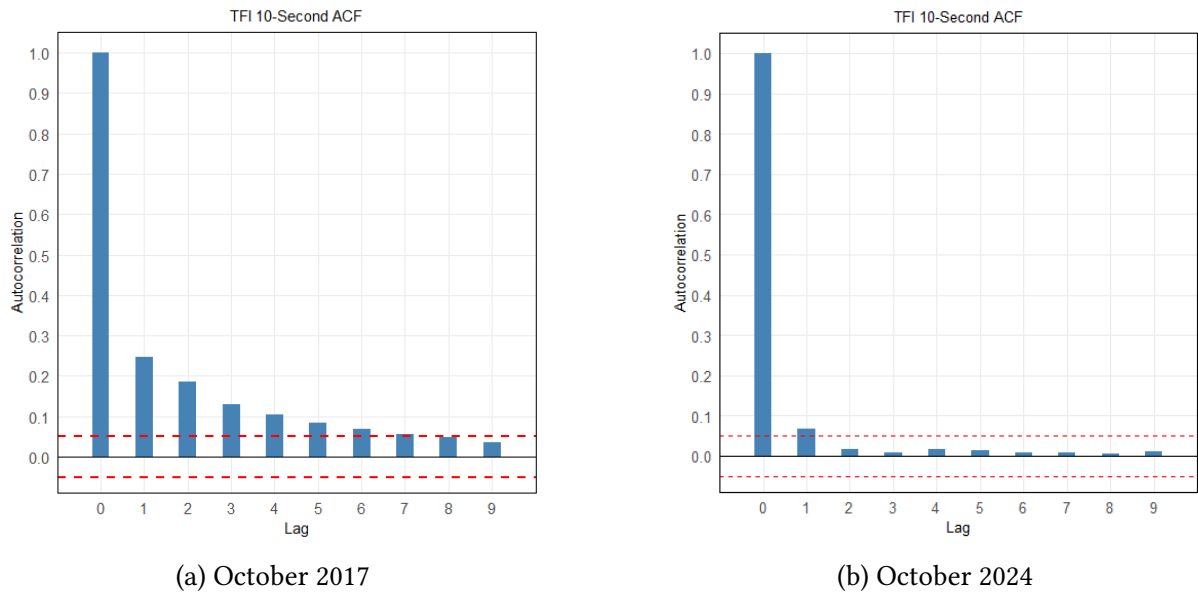 TFI 10-Second ACF
Autocorrelation
1.0
0.9
0.8
0.7
0.6
0.5
0.4
0.3
0.2
0.1
0.0
0 1 2 3 4 5 6 7 8 9
Lag
(a) October 2017
TFI 10-Second ACF
Autocorrelation
1.0
0.9
0.8
0.7
0.6
0.5
0.4
0.3
0.2
0.1
0.0
0 1 2 3 4 5 6 7 8 9
Lag
(b) October 2024